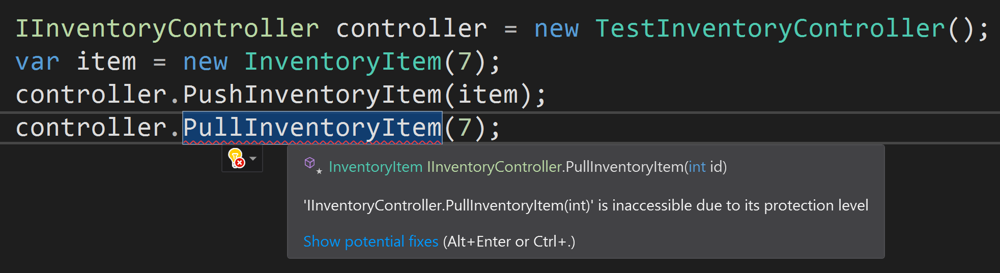 IInventoryController controller = new TestInventoryController();
var item = new InventoryItem(7);
controller.PushInventoryItem(item);
controller.PullInventoryItem(7);
InventoryItem IInventoryController.PullInventoryItem(int id)
'IInventoryController.PullInventoryItem(int)' is inaccessible due to its protection level
Show potential fixes (Alt+Enter or Ctrl+.)